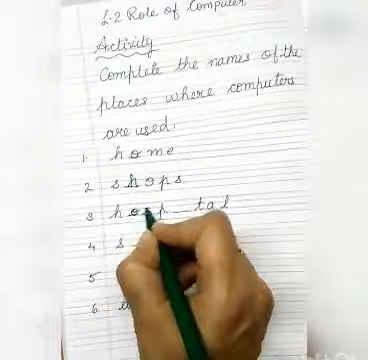 L-2 Role of Computer
Activity
Complete the names of the
places where computers
are used.
1. home
2 shops
3 hosp_tal
4 s
5
6